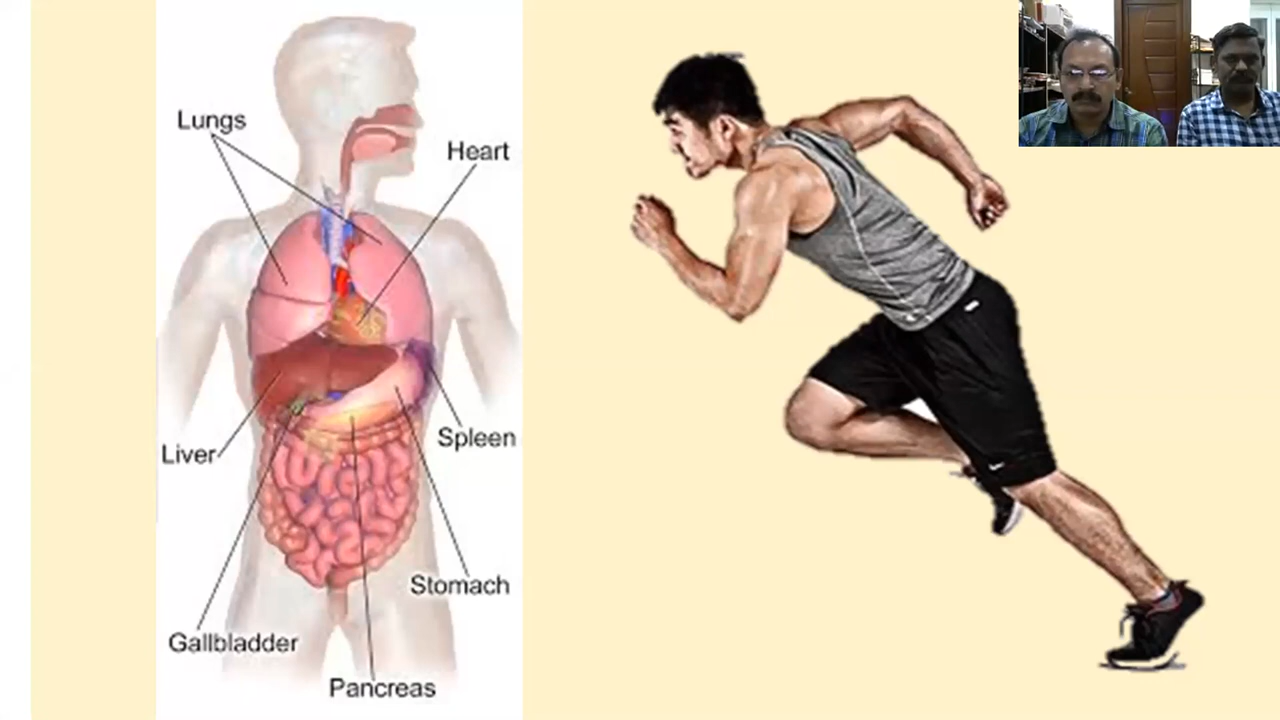 Lungs
Heart
Liver
Spleen
Stomach
Gallbladder
Pancreas